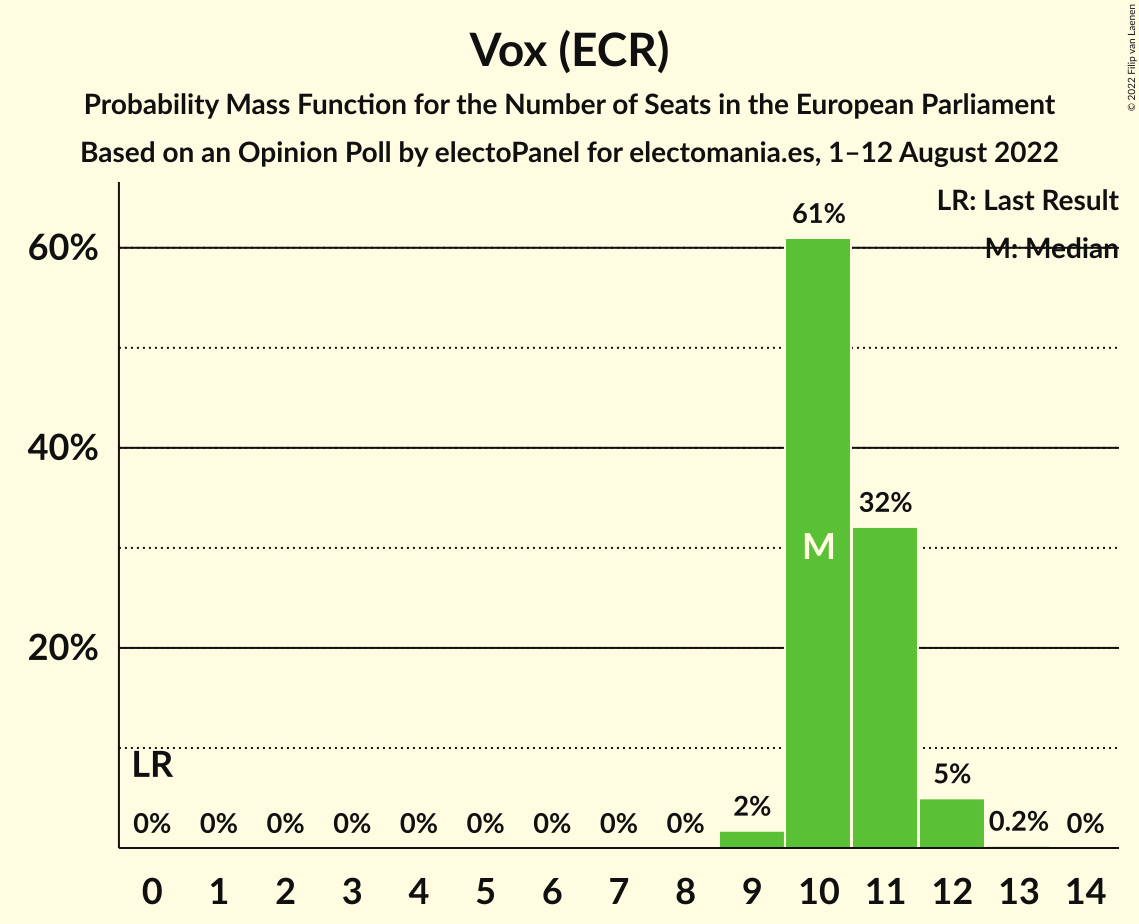 Vox (ECR)
Probability Mass Function for the Number of Seats in the European Parliament
Based on an Opinion Poll by electoPanel for electomania.es, 1–12 August 2022
© 2022 Filip van Laenen
LR: Last Result
M: Median
61%
60%
40%
32%
M
20%
LR
5%
2%
0% 0% 0% 0% 0% 0% 0% 0% 0% 0.2% 0%
0 1 2 3 4 5 6 7 8 9 10 11 12 13 14